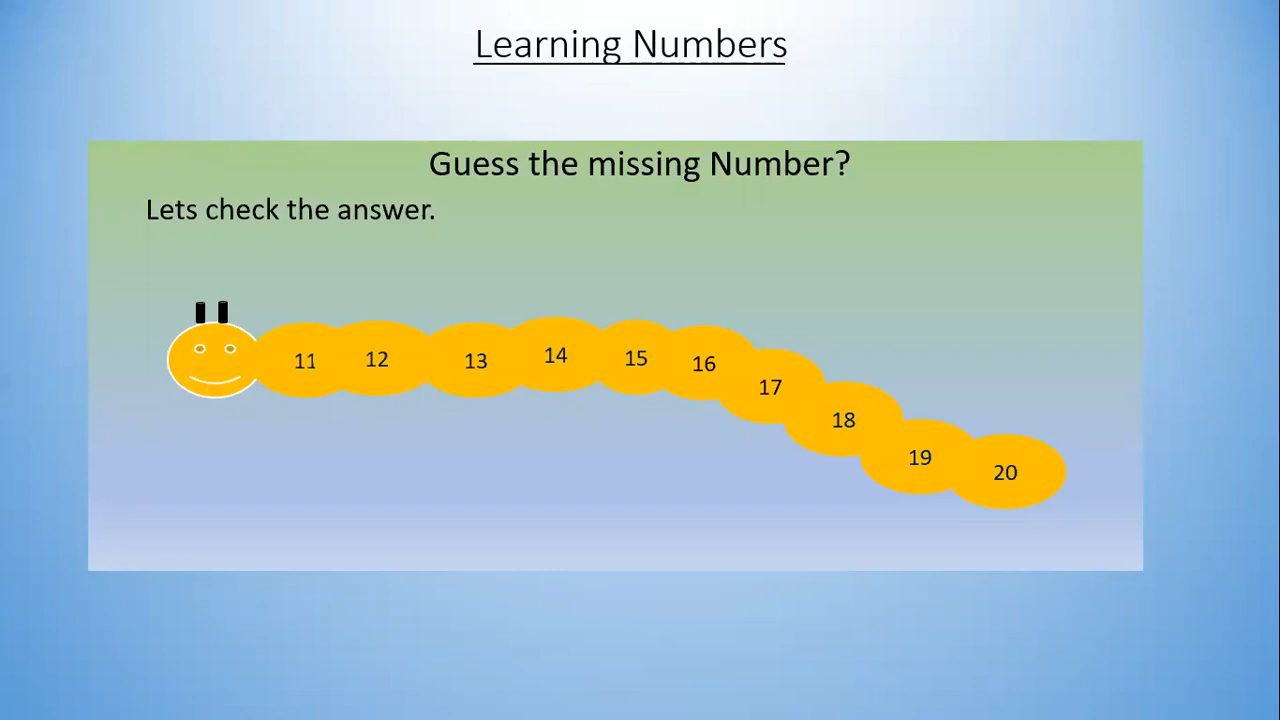 Learning Numbers
Guess the missing Number?
Lets check the answer.
11 12 13 14 15 16 17 18 19 20